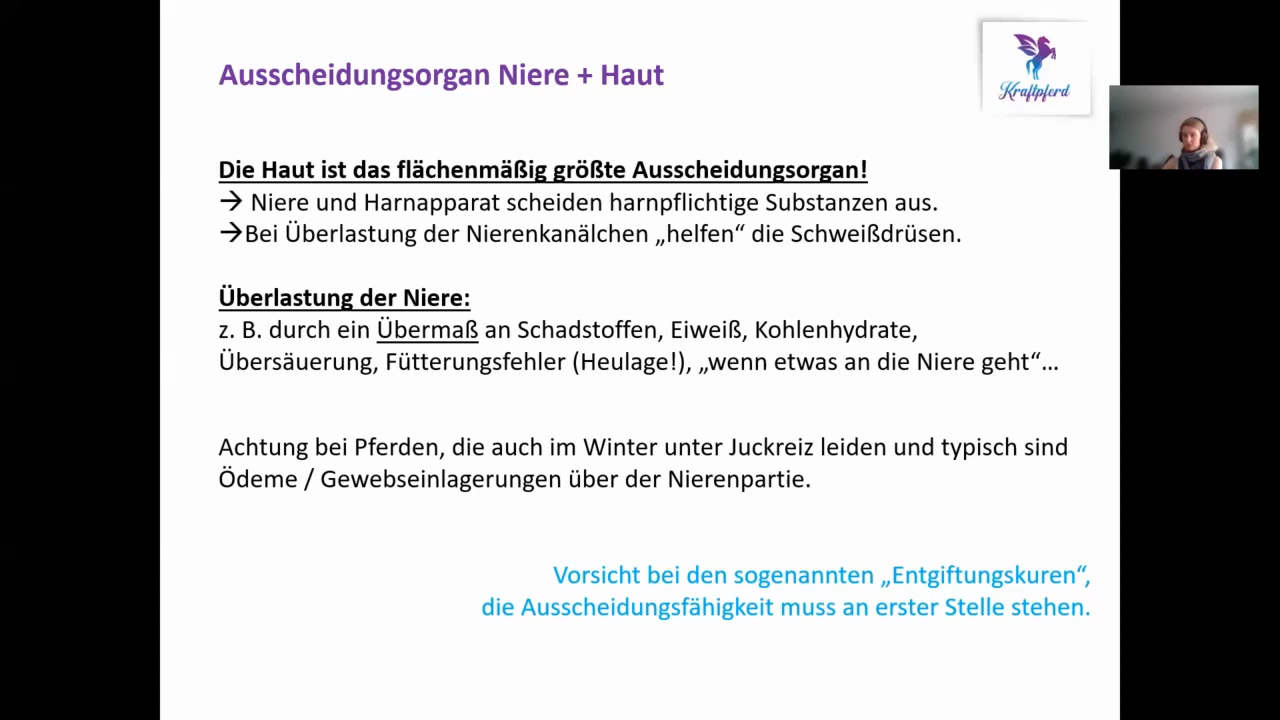 Ausscheidungsorgan Niere + Haut
Kraftpferd
Die Haut ist das flächenmäßig größte Ausscheidungsorgan!
→ Niere und Harnapparat scheiden harnpflichtige Substanzen aus.
→Bei Überlastung der Nierenkanälchen „helfen“ die Schweißdrüsen.
Überlastung der Niere:
z. B. durch ein Übermaß an Schadstoffen, Eiweiß, Kohlenhydrate,
Übersäuerung, Fütterungsfehler (Heulage!), „wenn etwas an die Niere geht“…
Achtung bei Pferden, die auch im Winter unter Juckreiz leiden und typisch sind
Ödeme / Gewebseinlagerungen über der Nierenpartie.
Vorsicht bei den sogenannten „Entgiftungskuren“,
die Ausscheidungsfähigkeit muss an erster Stelle stehen.